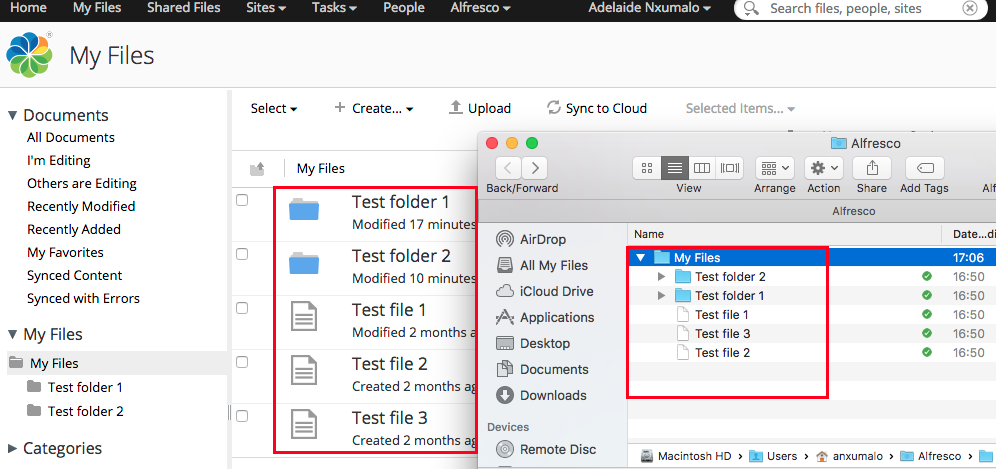 Home My Files Shared Files Sites Tasks People Alfresco Adelaide Nxumalo Search files, people, sites
My Files
Documents
All Documents
I'm Editing
Others are Editing
Recently Modified
Recently Added
My Favorites
Synced Content
Synced with Errors
My Files
My Files
Test folder 1
Test folder 2
Categories
Select Create... Upload Sync to Cloud Selected Items...
My Files
Test folder 1
Modified 17 minutes
Test folder 2
Modified 10 minutes
Test file 1
Modified 2 months a
Test file 2
Created 2 months ag
Test file 3
Created 2 months ag
Alfresco
Back/Forward View Arrange Action Share Add Tags Alf
Alfresco
AirDrop
All My Files
iCloud Drive
Applications
Desktop
Documents
Downloads
Devices
Remote Disc
Name Date...di
My Files 17:06
Test folder 2 16:50
Test folder 1 16:50
Test file 1 16:50
Test file 3 16:50
Test file 2 16:50
Macintosh HD Users anxumalo Alfresco